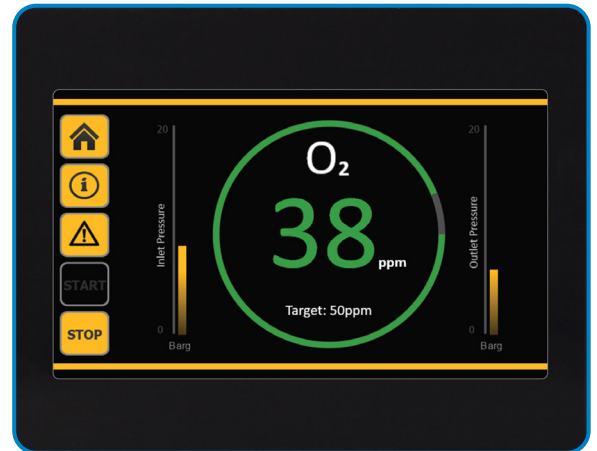 START
STOP
20
Inlet Pressure
0
Barg
O₂
38 ppm
Target: 50ppm
20
Outlet Pressure
0
Barg